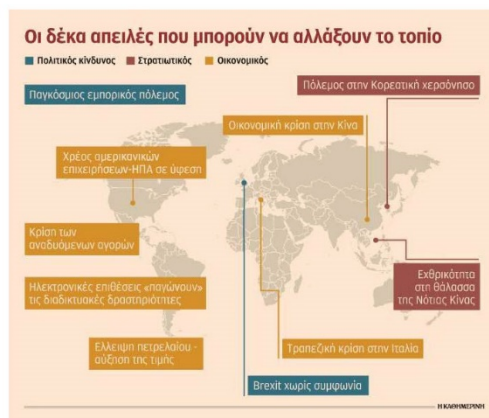 Οι δέκα απειλές που μπορούν να αλλάξουν το τοπίο
Πολιτικός κίνδυνος
Στρατιωτικός
Οικονομικός
Πόλεμος στην Κορεατική χερσόνησο
Παγκόσμιος εμπορικός πόλεμος
Οικονομική κρίση στην Κίνα
Χρέος αμερικανικών
επιχειρήσεων-ΗΠΑ σε ύφεση
Κρίση των
αναδυόμενων αγορών
Εχθρικότητα
στη θάλασσα
της Νότιας Κίνας
Ηλεκτρονικές επιθέσεις «παγώνουν»
τις διαδικτυακές δραστηριότητες
Ελλειψη πετρελαίου -
αύξηση της τιμής
Τραπεζική κρίση στην Ιταλία
Brexit χωρίς συμφωνία
Η ΚΑΘΗΜΕΡΙΝΗ